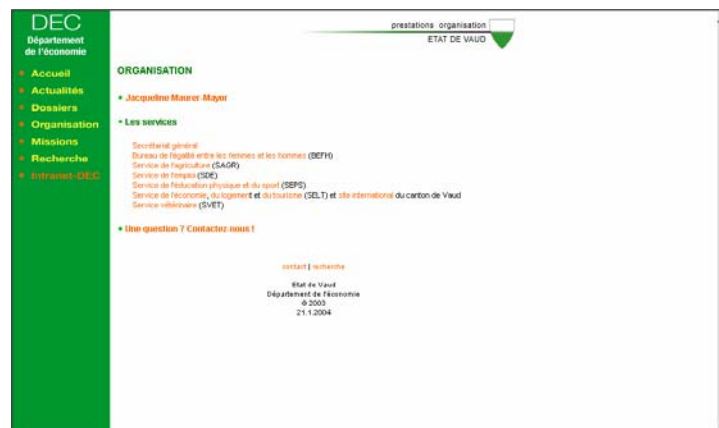 DEC
Département
de l'économie
Accueil
Actualités
Dossiers
Organisation
Missions
Recherche
Intranet-DEC
prestations organisation
ETAT DE VAUD
ORGANISATION
Jacqueline Maurer-Mayor
Les services
Secrétariat général
Bureau de l'égalité entre les femmes et les hommes (BEFH)
Service de l'agriculture (SAGR)
Service de l'emploi (SDE)
Service de l'éducation physique et du sport (SEPS)
Service de l'économie, du logement et du tourisme (SELT) et site international du canton de Vaud
Service vétérinaire (SVET)
Une question ? Contactez-nous !
contact | recherche
Etat de Vaud
Département de l'économie
© 2003
21.1.2004